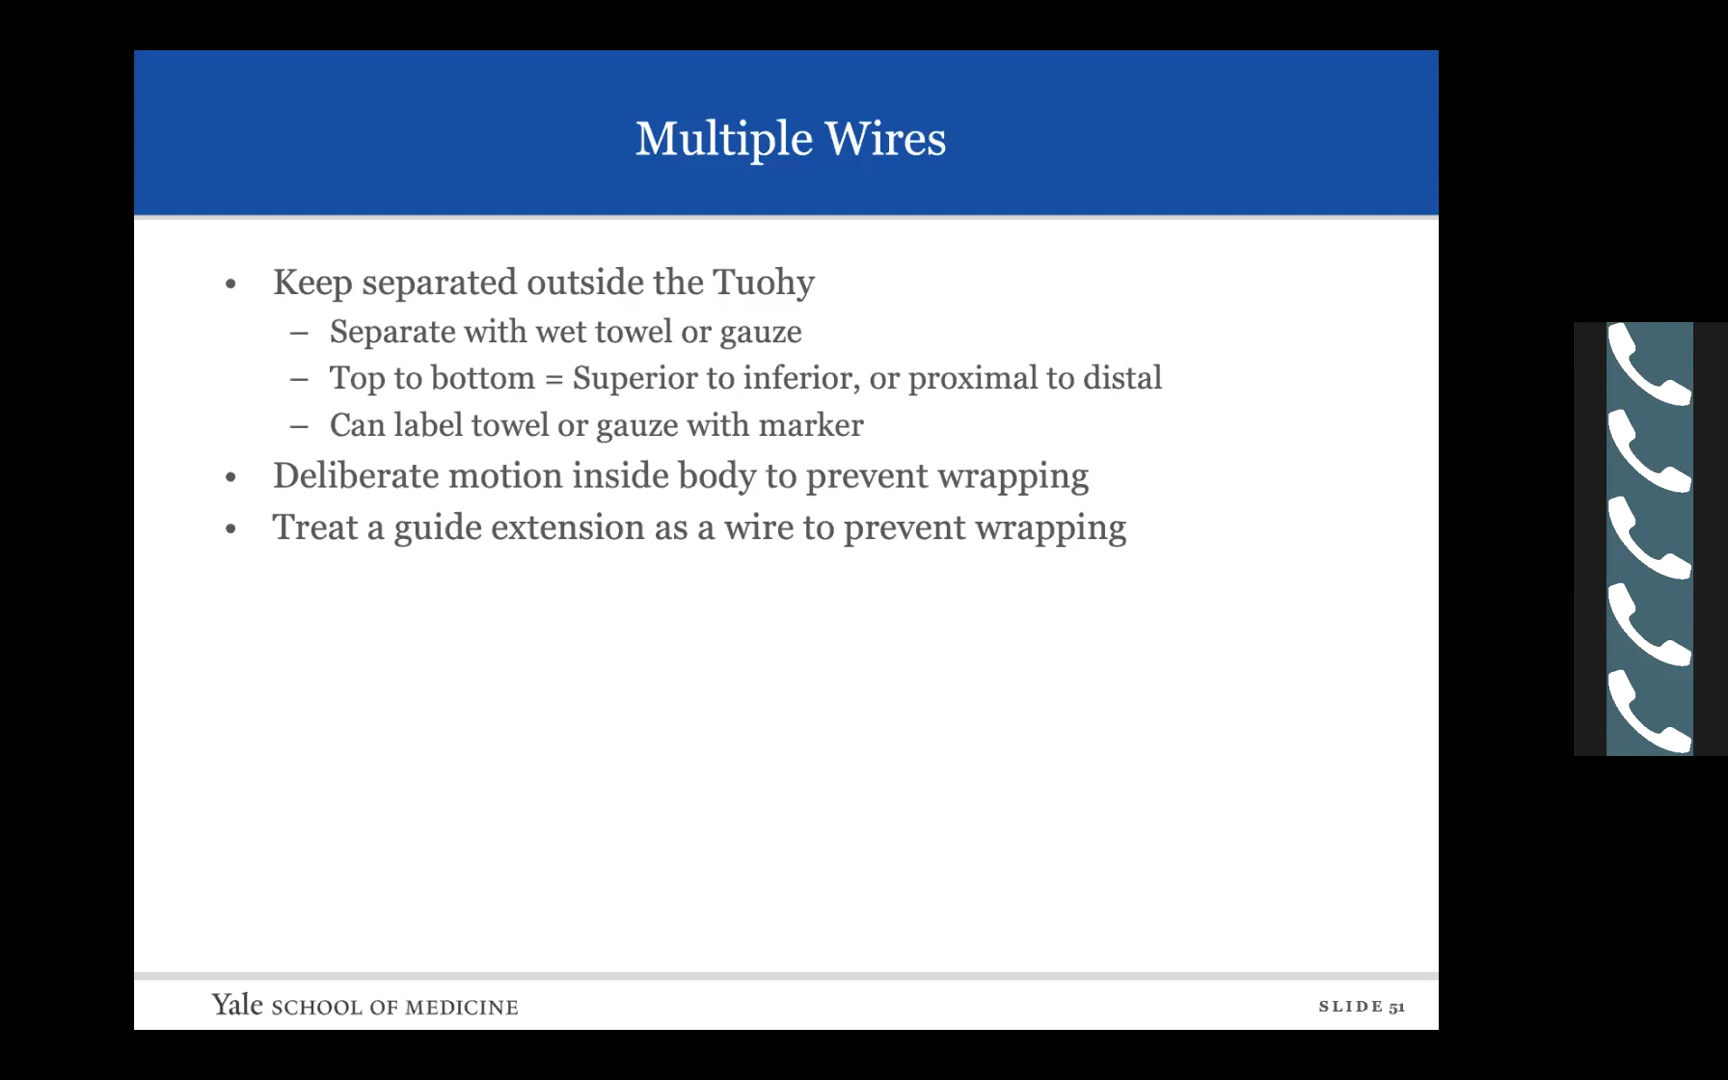 Multiple Wires
• Keep separated outside the Tuohy
– Separate with wet towel or gauze
– Top to bottom = Superior to inferior, or proximal to distal
– Can label towel or gauze with marker
• Deliberate motion inside body to prevent wrapping
• Treat a guide extension as a wire to prevent wrapping
Yale SCHOOL OF MEDICINE
SLIDE 51